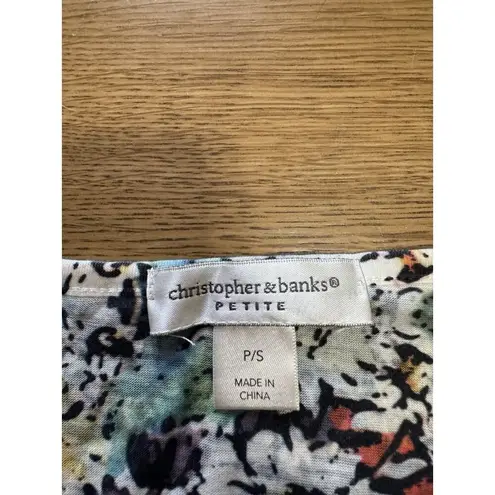 christopher & banks®
PETITE
P/S
MADE IN
CHINA